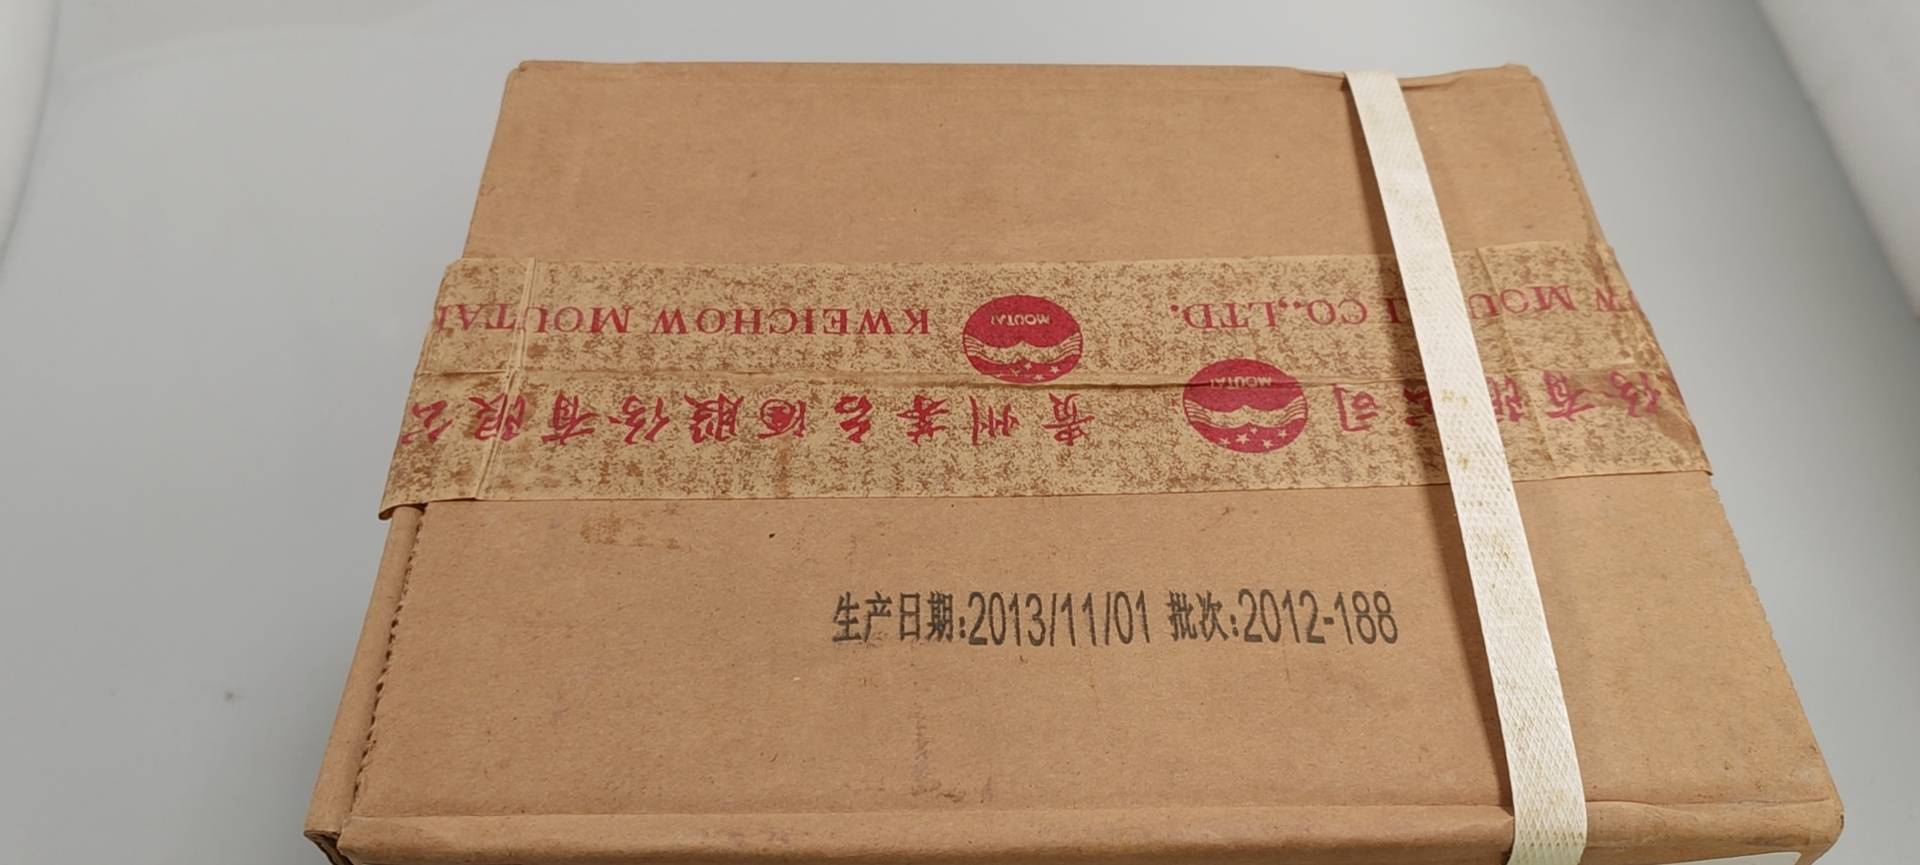 KWEICHOW MOUTAI
CO.,LTD.
MOUTAI
贵州茅台酒股份有限公
司
MOUTAI
生产日期:2013/11/01 批次:2012-188